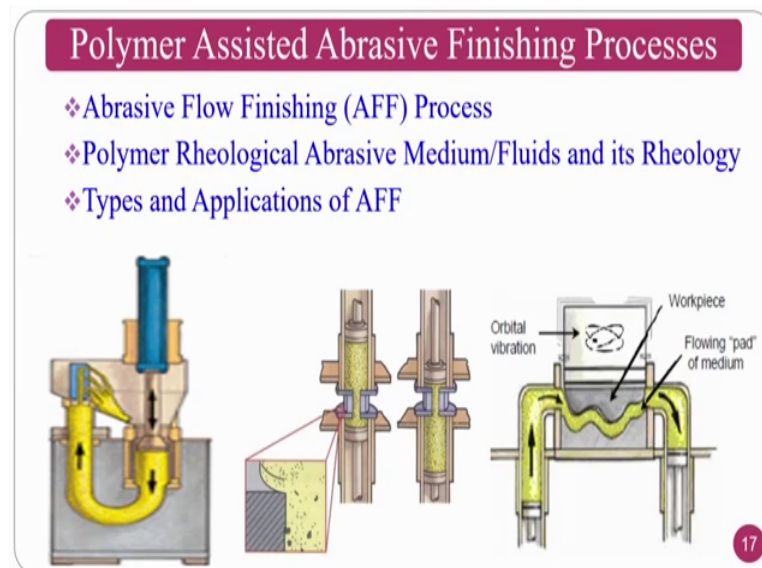 Polymer Assisted Abrasive Finishing Processes
❖Abrasive Flow Finishing (AFF) Process
❖Polymer Rheological Abrasive Medium/Fluids and its Rheology
❖Types and Applications of AFF
Workpiece
Orbital
vibration
Flowing "pad"
of medium
17